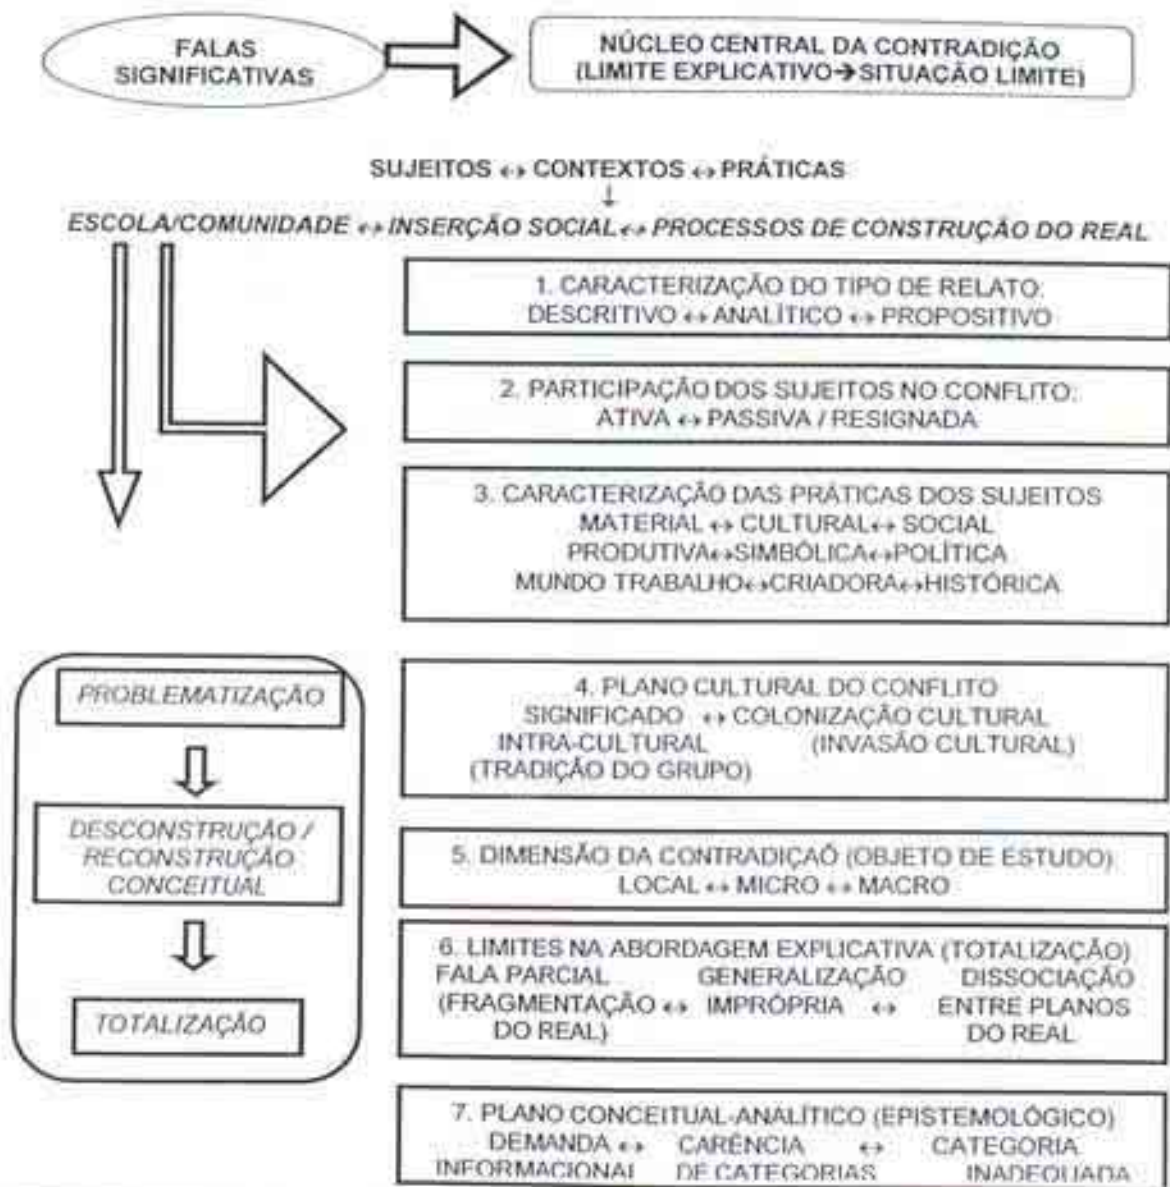 FALAS
SIGNIFICATIVAS
NÚCLEO CENTRAL DA CONTRADIÇÃO
(LIMITE EXPLICATIVO→SITUAÇÃO LIMITE)
SUJEITOS ↔ CONTEXTOS ↔ PRÁTICAS
↓
ESCOLA/COMUNIDADE ↔ INSERÇÃO SOCIAL ↔ PROCESSOS DE CONSTRUÇÃO DO REAL
1. CARACTERIZAÇÃO DO TIPO DE RELATO:
DESCRITIVO ↔ ANALÍTICO ↔ PROPOSITIVO
2. PARTICIPAÇÃO DOS SUJEITOS NO CONFLITO:
ATIVA ↔ PASSIVA / RESIGNADA
3. CARACTERIZAÇÃO DAS PRÁTICAS DOS SUJEITOS
MATERIAL ↔ CULTURAL↔ SOCIAL
PRODUTIVA↔SIMBÓLICA↔POLÍTICA
MUNDO TRABALHO↔CRIADORA↔HISTÓRICA
PROBLEMATIZAÇÃO
DESCONSTRUÇÃO /
RECONSTRUÇÃO
CONCEITUAL
TOTALIZAÇÃO
4. PLANO CULTURAL DO CONFLITO
SIGNIFICADO ↔ COLONIZAÇÃO CULTURAL
INTRA-CULTURAL (INVASÃO CULTURAL)
(TRADIÇÃO DO GRUPO)
5. DIMENSÃO DA CONTRADIÇAÕ (OBJETO DE ESTUDO)
LOCAL ↔ MICRO ↔ MACRO
6. LIMITES NA ABORDAGEM EXPLICATIVA (TOTALIZAÇÃO)
FALA PARCIAL GENERALIZAÇÃO DISSOCIAÇÃO
(FRAGMENTAÇÃO ↔ IMPRÓPRIA ↔ ENTRE PLANOS
DO REAL) DO REAL
7. PLANO CONCEITUAL-ANALÍTICO (EPISTEMOLÓGICO)
DEMANDA ↔ CARÊNCIA ↔ CATEGORIA
INFORMACIONAL DE CATEGORIAS INADEQUADA